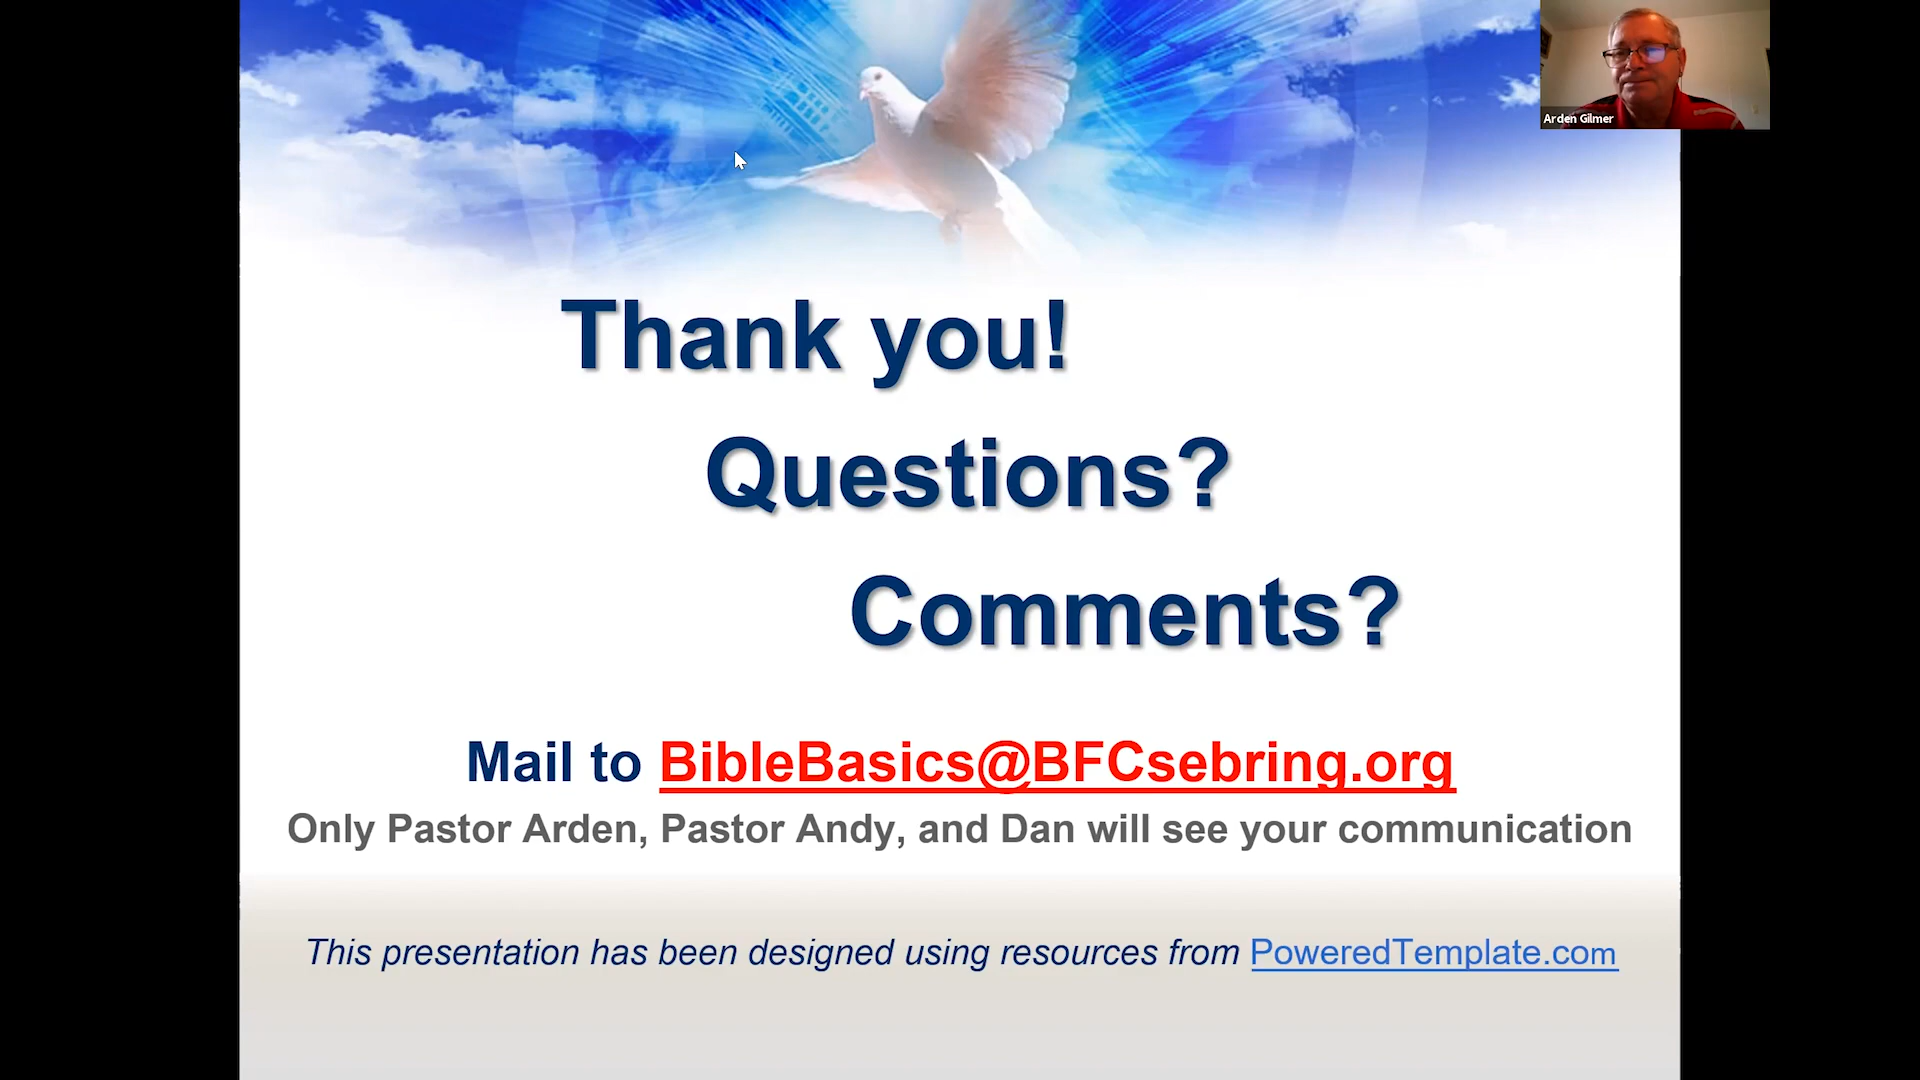 Arden Gilmer
Thank you!
Questions?
Comments?
Mail to BibleBasics@BFCsebring.org
Only Pastor Arden, Pastor Andy, and Dan will see your communication
This presentation has been designed using resources from PoweredTemplate.com